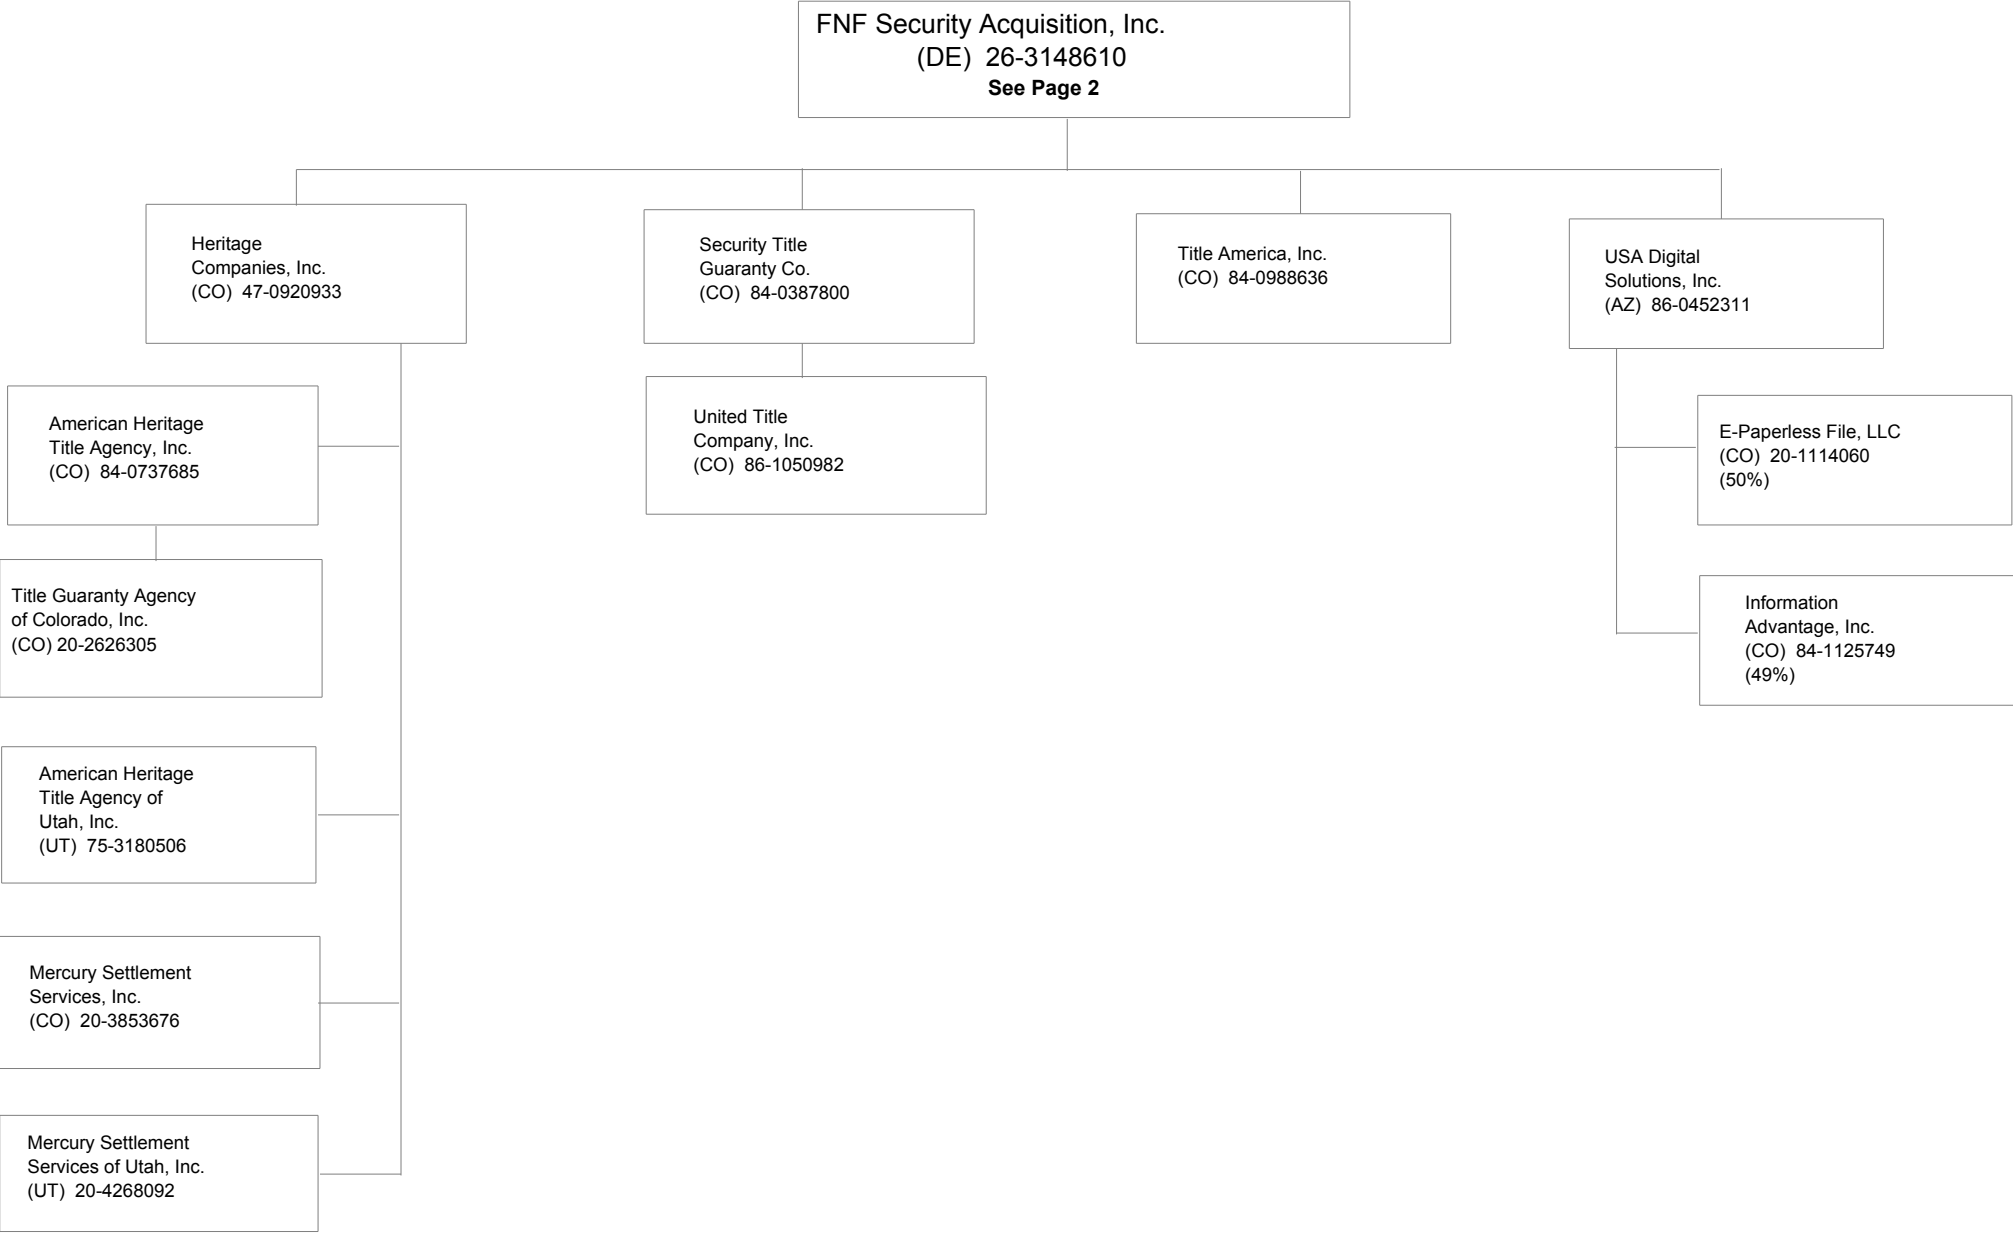 FNF Security Acquisition, Inc.
(DE) 26-3148610
See Page 2
Heritage
Companies, Inc.
(CO) 47-0920933
Security Title
Guaranty Co.
(CO) 84-0387800
Title America, Inc.
(CO) 84-0988636
USA Digital
Solutions, Inc.
(AZ) 86-0452311
American Heritage
Title Agency, Inc.
(CO) 84-0737685
United Title
Company, Inc.
(CO) 86-1050982
E-Paperless File, LLC
(CO) 20-1114060
(50%)
Title Guaranty Agency
of Colorado, Inc.
(CO) 20-2626305
Information
Advantage, Inc.
(CO) 84-1125749
(49%)
American Heritage
Title Agency of
Utah, Inc.
(UT) 75-3180506
Mercury Settlement
Services, Inc.
(CO) 20-3853676
Mercury Settlement
Services of Utah, Inc.
(UT) 20-4268092